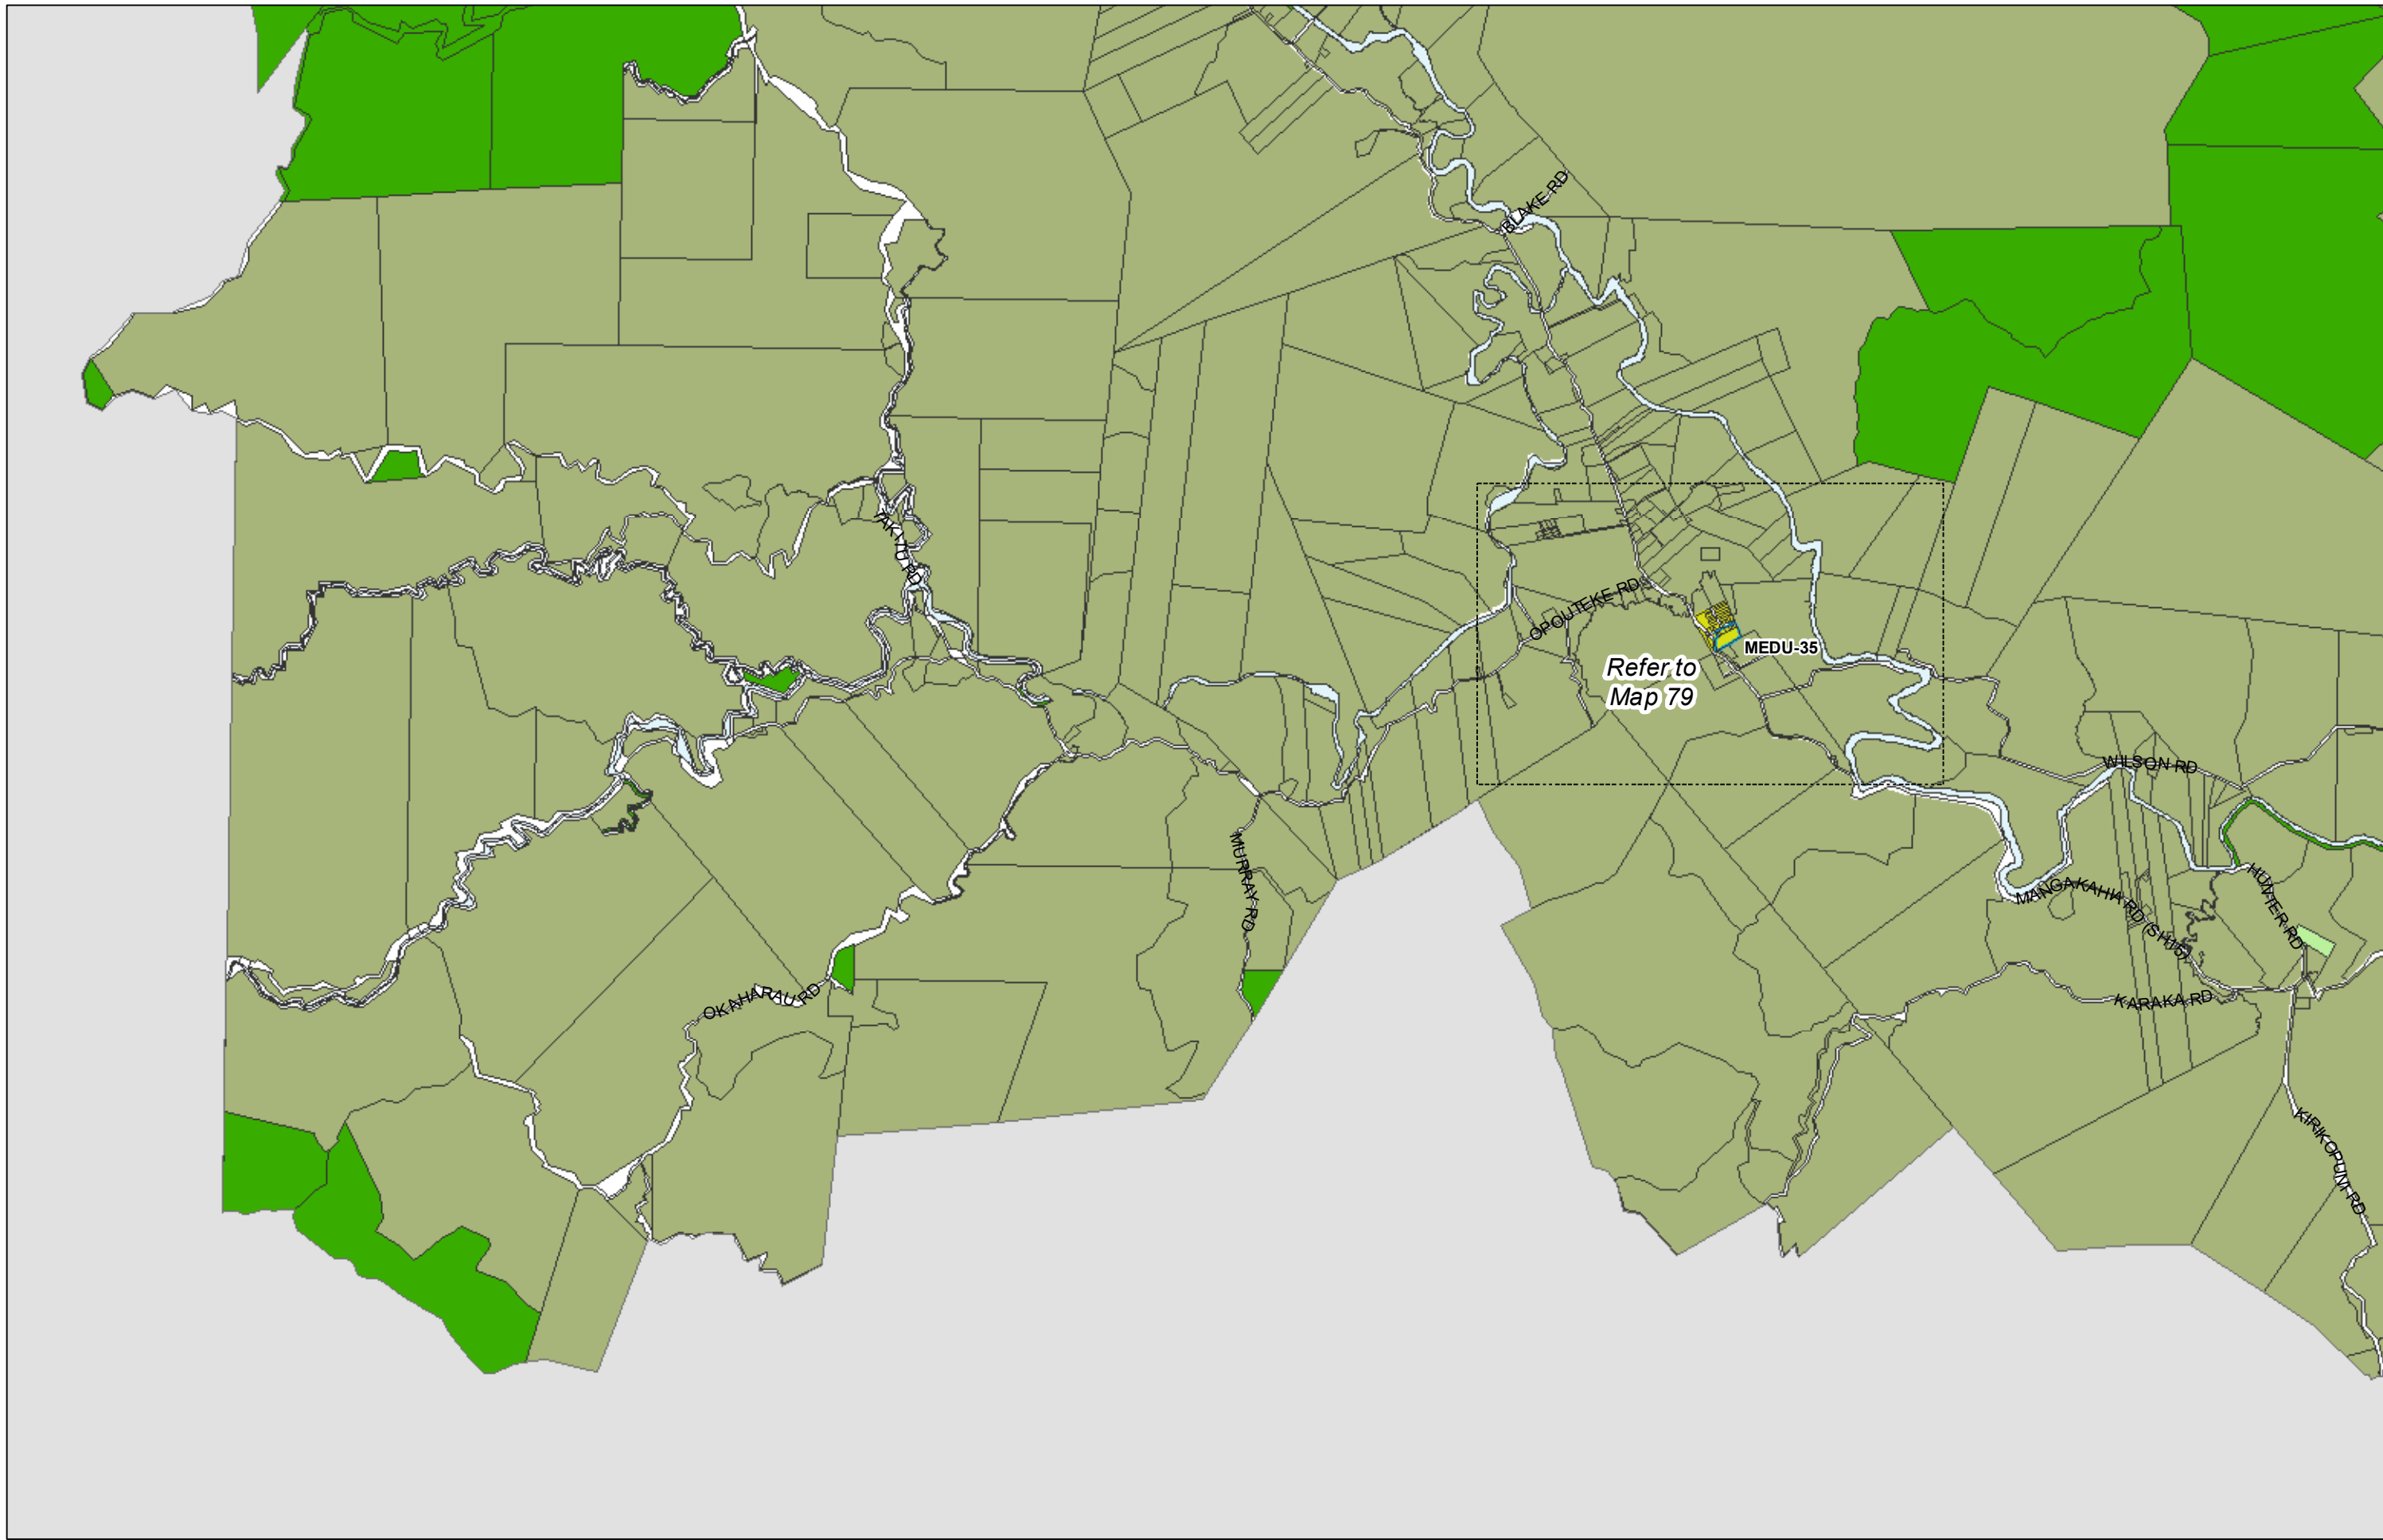 BLAKE RD
TAKITU RD
OPOUTEKE RD
MEDU-35
Refer to
Map 79
WILSON RD
MURRAY RD
MANGAKAHIA RD (SH15)
HUNTER RD
OKAHARAU RD
KARAKA RD
KIRIKOPUNI RD